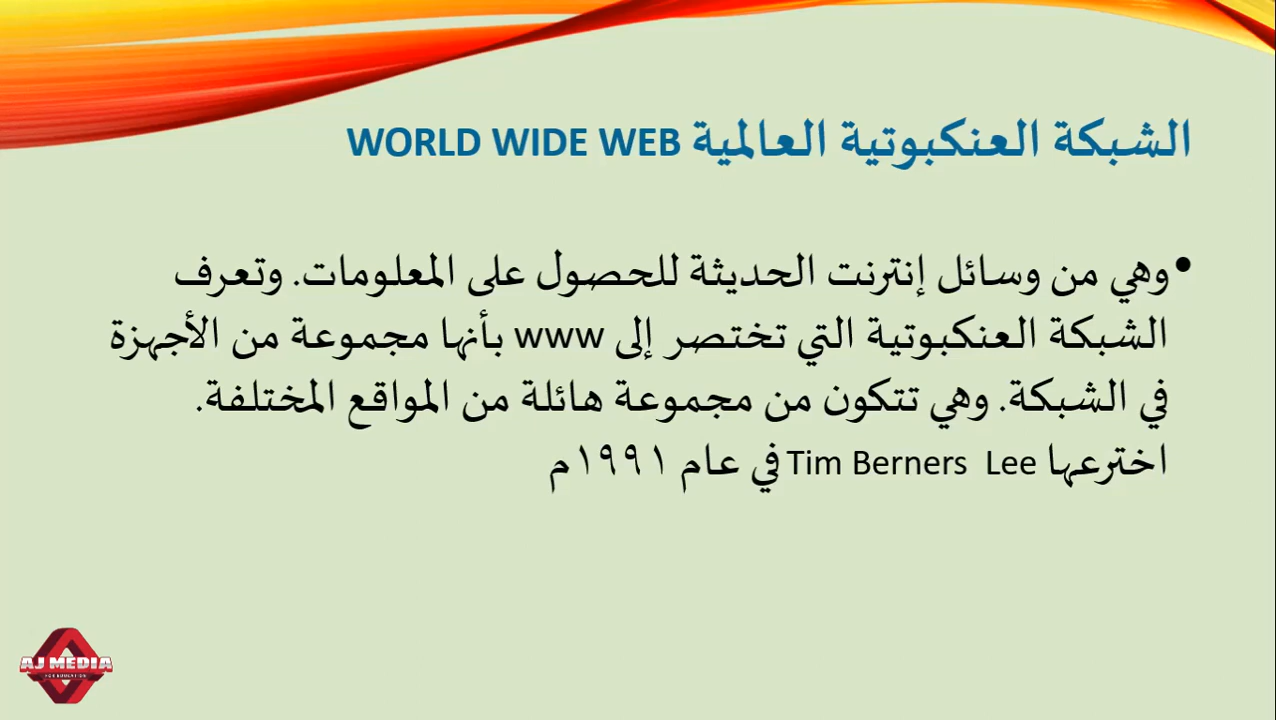 الشبكة العنكبوتية العالمية WORLD WIDE WEB
•وهي من وسائل إنترنت الحديثة للحصول على المعلومات. وتعرف
الشبكة العنكبوتية التي تختصر إلى www بأنها مجموعة من الأجهزة
في الشبكة. وهي تتكون من مجموعة هائلة من المواقع المختلفة.
اخترعها Tim Berners Lee في عام ١٩٩١م
AJ MEDIA
FOR EDUCATION